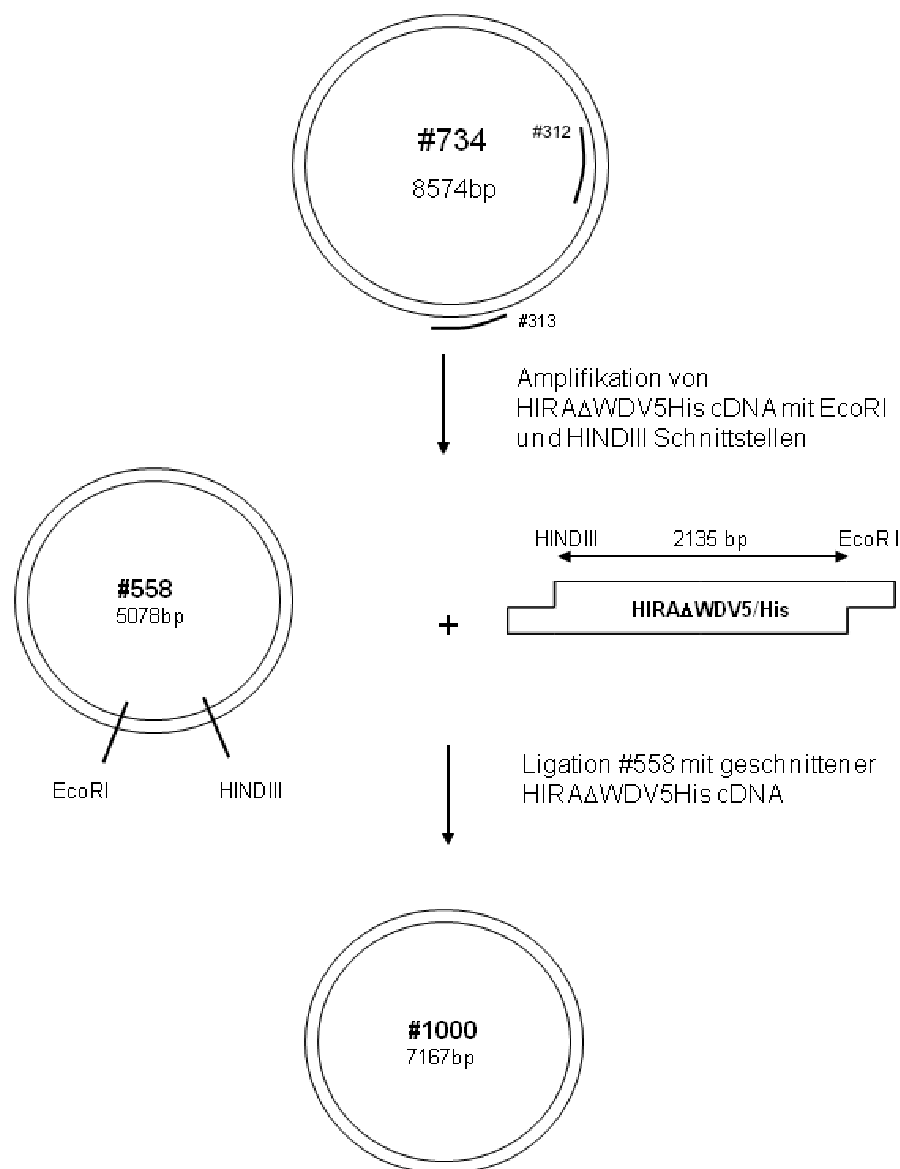 #734
8574bp
#312
#313
Amplifikation von
HIRAΔWDV5His cDNA mit EcoRI
und HINDIII Schnittstellen
#558
5078bp
EcoRI
HINDIII
+
HINDIII
2135 bp
EcoRI
HIRAΔWDV5/His
Ligation #558 mit geschnittener
HIRAΔWDV5His cDNA
#1000
7167bp